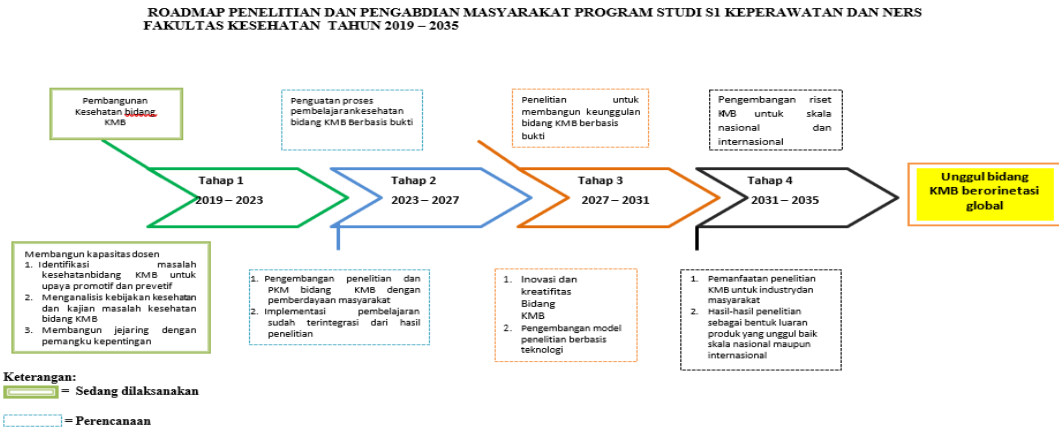 ROADMAP PENELITIAN DAN PENGABDIAN MASYARAKAT PROGRAM STUDI S1 KEPERAWATAN DAN NERS
FAKULTAS KESEHATAN TAHUN 2019 – 2035
Pembangunan
Kesehatan bidang
KMB
Penguatan proses
pembelajarankesehatan
bidang KMB Berbasis bukti
Penelitian untuk
membangun keunggulan
bidang KMB berbasis
bukti
Pengembangan riset
KMB untuk skala
nasional dan
internasional
Tahap 1
2019 – 2023
Tahap 2
2023 – 2027
Tahap 3
2027 – 2031
Tahap 4
2031 – 2035
Unggul bidang
KMB berorinetasi
global
Membangun kapasitas dosen
1. Identifikasi masalah
kesehatanbidang KMB untuk
upaya promotif dan prevetif
2. Menganalisis kebijakan kesehatan
dan kajian masalah kesehatan
bidang KMB
3. Membangun jejaring dengan
pemangku kepentingan
1. Pengembangan penelitian dan
PKM bidang KMB dengan
pemberdayaan masyarakat
2. Implementasi pembelajaran
sudah terintegrasi dari hasil
penelitian
1. Inovasi dan
kreatifitas
Bidang
KMB
2. Pengembangan model
penelitian berbasis
teknologi
1. Pemanfaatan penelitian
KMB untuk industrydan
masyarakat
2. Hasil-hasil penelitian
sebagai bentuk luaran
produk yang unggul baik
skala nasional maupun
internasional
Keterangan:
= Sedang dilaksanakan
= Perencanaan